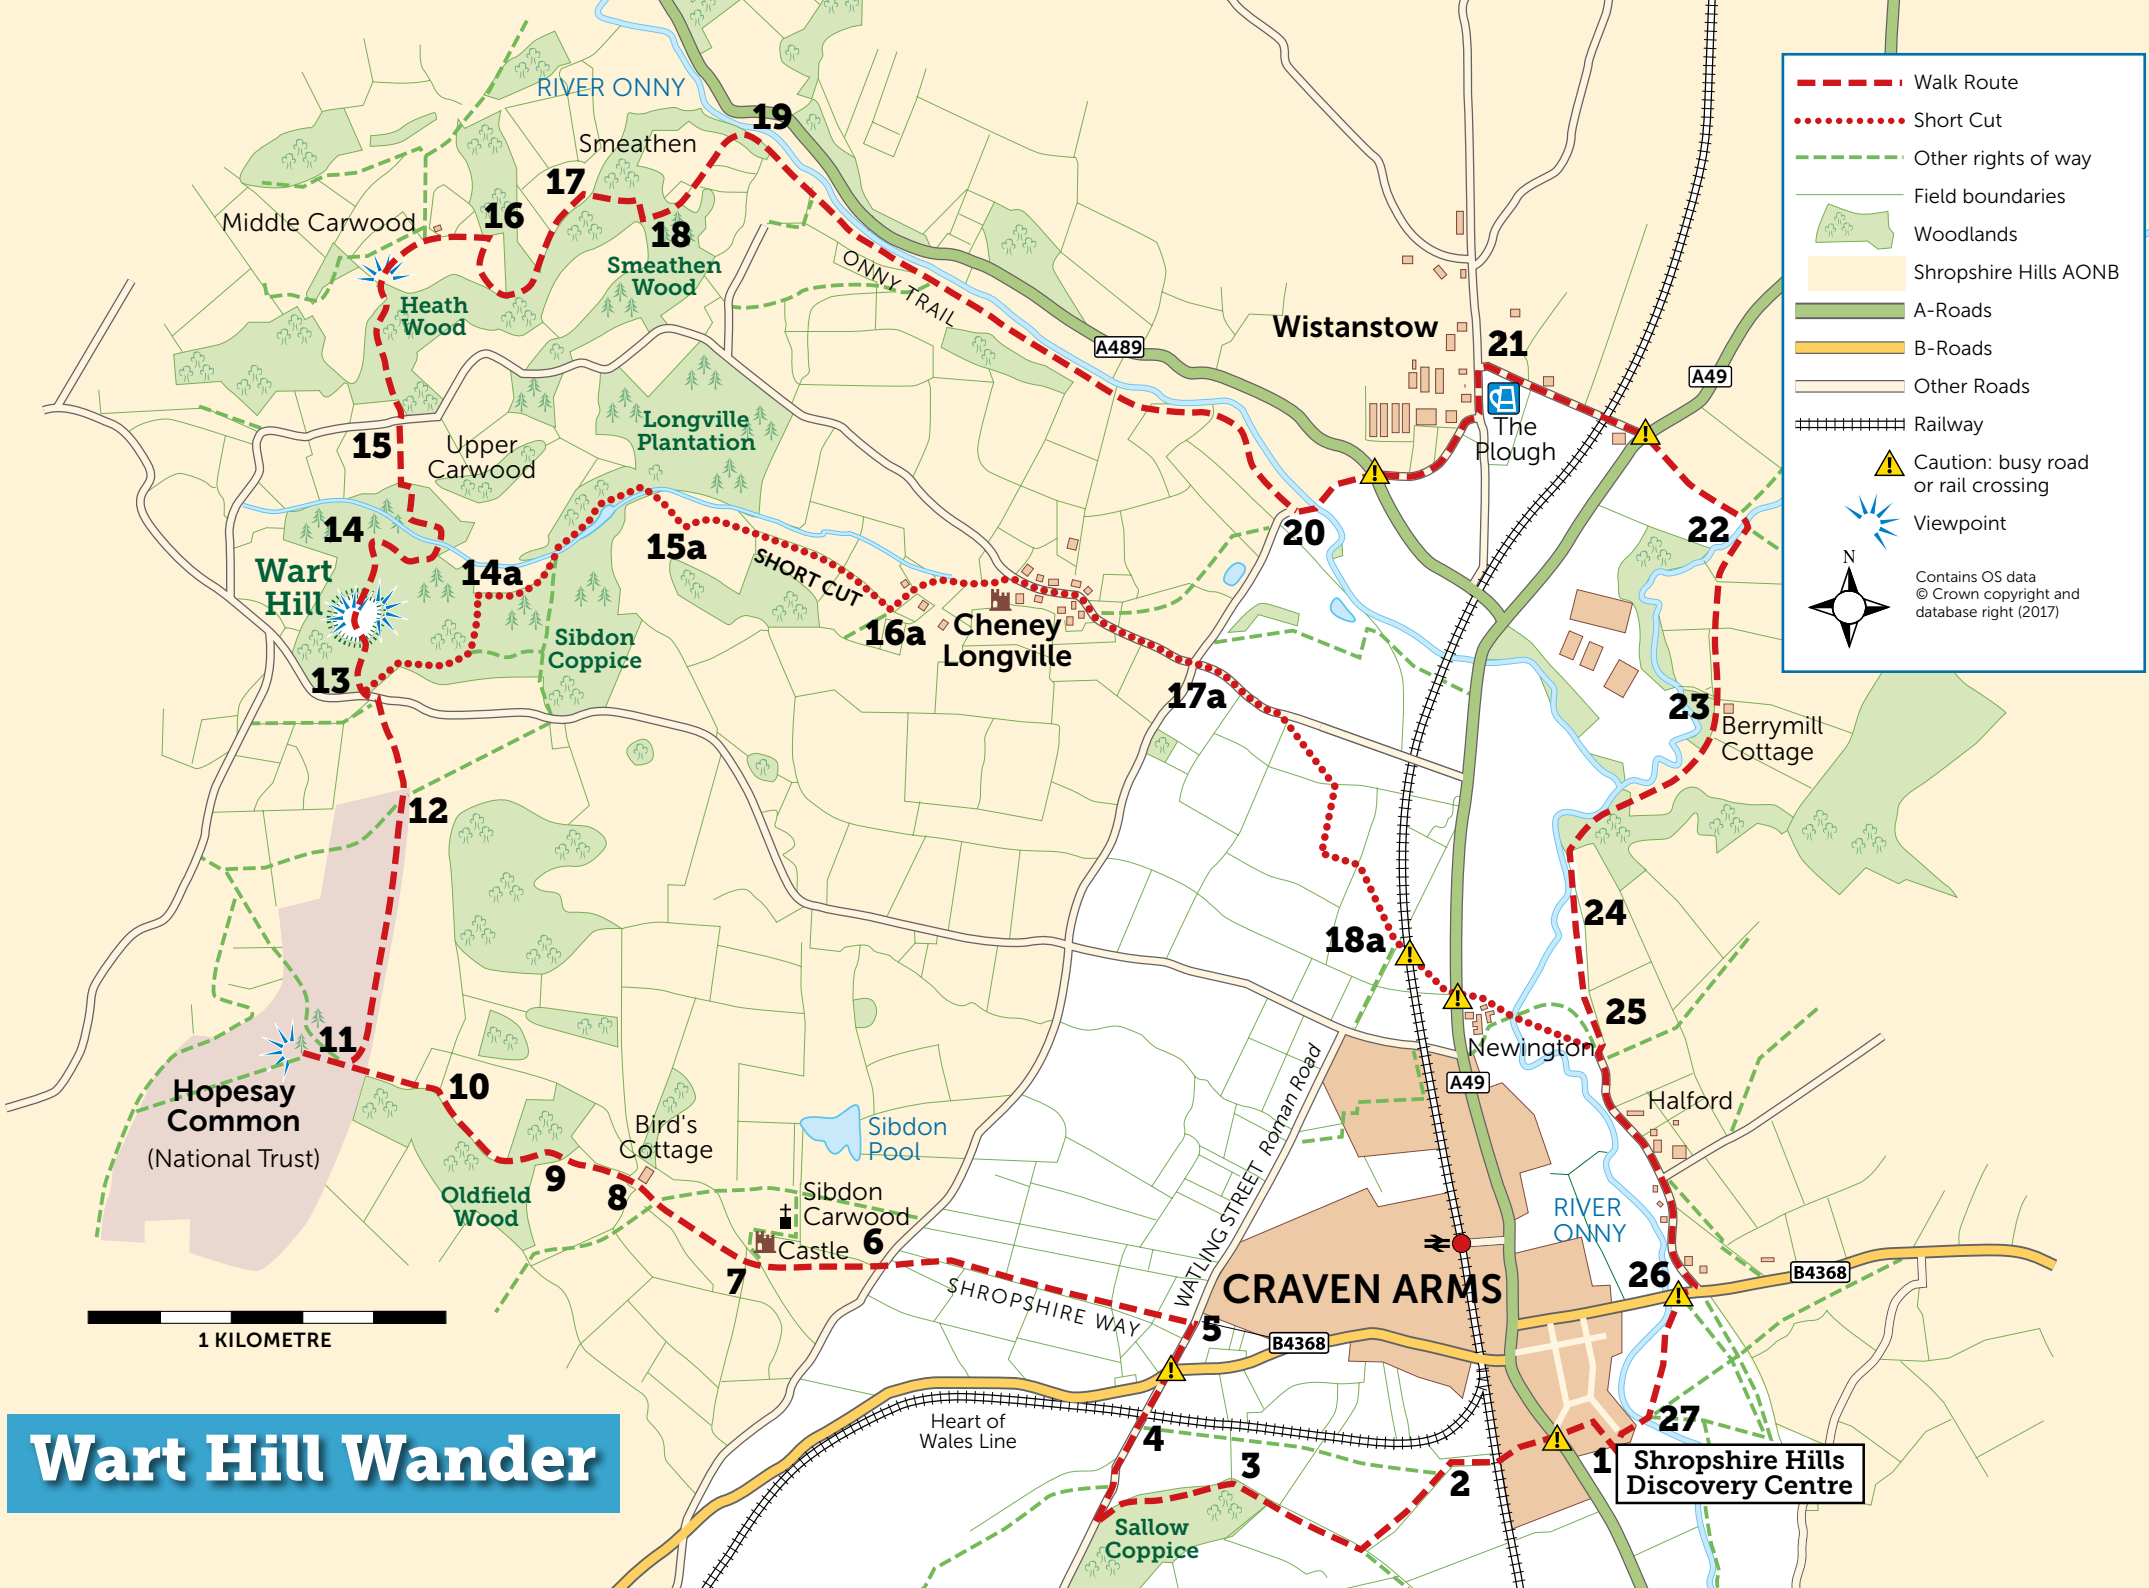 RIVER ONNY
19
Smeathen
17
16
18
Middle Carwood
Smeathen
Wood
Heath
Wood
ONNY TRAIL
A489
Wistanstow
21
The
Plough
A49
15
Upper
Carwood
Longville
Plantation
14
14a
15a
SHORT CUT
20
22
Wart
Hill
Sibdon
Coppice
16a
Cheney
Longville
13
17a
23
Berrymill
Cottage
12
24
18a
25
Newington
11
Hopesay
Common
(National Trust)
10
A49
Halford
Bird's
Cottage
Sibdon
Pool
9
8
Oldfield
Wood
Sibdon
Carwood
6
Castle
7
WATLING STREET Roman Road
RIVER
ONNY
CRAVEN ARMS
26
B4368
SHROPSHIRE WAY
5
B4368
1 KILOMETRE
Heart of
Wales Line
4
3
2
1
27
Shropshire Hills
Discovery Centre
Sallow
Coppice
Wart Hill Wander
Walk Route
Short Cut
Other rights of way
Field boundaries
Woodlands
Shropshire Hills AONB
A-Roads
B-Roads
Other Roads
Railway
Caution: busy road
or rail crossing
Viewpoint
N
Contains OS data
© Crown copyright and
database right (2017)